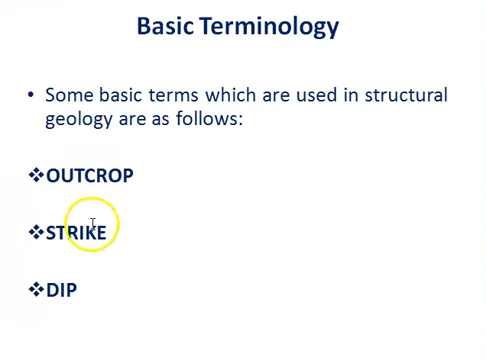 Basic Terminology
• Some basic terms which are used in structural
geology are as follows:
❖OUTCROP
❖STRIKE
❖DIP